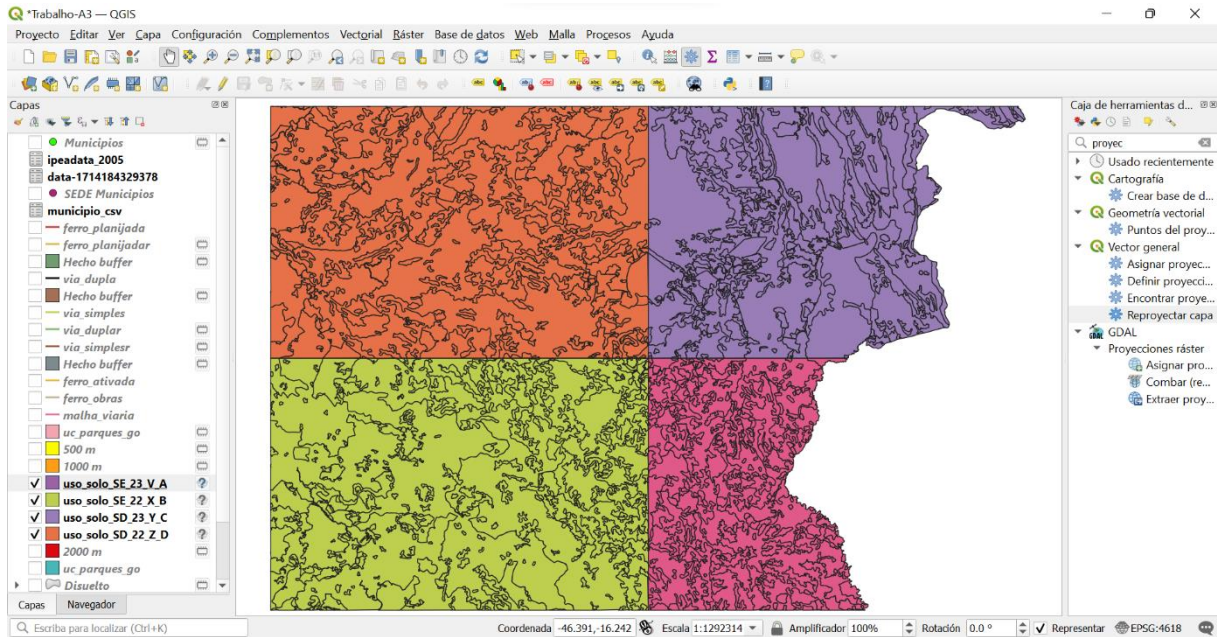 *Trabalho-A3 — QGIS
Proyecto Editar Ver Capa Configuración Complementos Vectorial Ráster Base de datos Web Malla Procesos Ayuda
Capas
Municipios
ipeadata_2005
data-1714184329378
SEDE Municipios
municipio_csv
ferro_planijada
ferro_planijadar
Hecho buffer
via_dupla
Hecho buffer
via_simples
via_duplar
via_simplesr
Hecho buffer
ferro_ativada
ferro_obras
malha_viaria
uc_parques_go
500 m
1000 m
uso_solo_SE_23_V_A
uso_solo_SE_22_X_B
uso_solo_SD_23_Y_C
uso_solo_SD_22_Z_D
2000 m
uc_parques_go
Disuelto
Capas Navegador
Caja de herramientas d...
proyec
Usado recientemente
Cartografía
Crear base de d...
Geometría vectorial
Puntos del proy...
Vector general
Asignar proyec...
Definir proyecci...
Encontrar proye...
Reproyectar capa
GDAL
Proyecciones ráster
Asignar pro...
Combar (re...
Extraer proy...
Escriba para localizar (Ctrl+K) Coordenada -46.391,-16.242 Escala 1:1292314 Amplificador 100% Rotación 0.0 ° Representar EPSG:4618